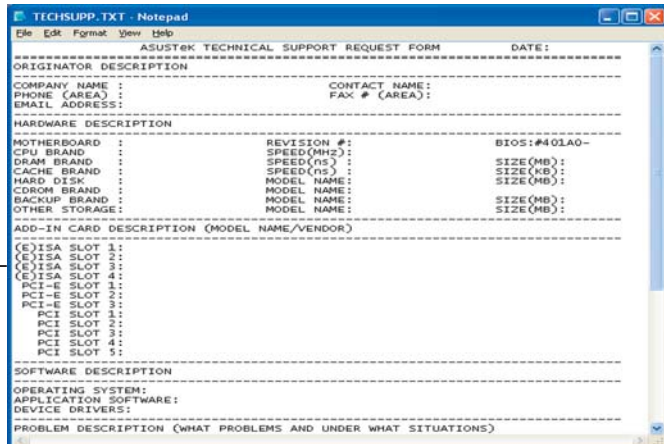 TECHSUPP.TXT - Notepad
File Edit Format View Help
ASUSTeK TECHNICAL SUPPORT REQUEST FORM DATE:
==========================================================================
ORIGINATOR DESCRIPTION
--------------------------------------------------------------------------
COMPANY NAME : CONTACT NAME:
PHONE (AREA) : FAX # (AREA):
EMAIL ADDRESS:
--------------------------------------------------------------------------
HARDWARE DESCRIPTION
--------------------------------------------------------------------------
MOTHERBOARD : REVISION #: BIOS:#401A0-
CPU BRAND : SPEED(MHz):
DRAM BRAND : SPEED(ns) : SIZE(MB):
CACHE BRAND : SPEED(ns) : SIZE(KB):
HARD DISK : MODEL NAME: SIZE(MB):
CDROM BRAND : MODEL NAME:
BACKUP BRAND : MODEL NAME: SIZE(MB):
OTHER STORAGE: MODEL NAME: SIZE(MB):
--------------------------------------------------------------------------
ADD-IN CARD DESCRIPTION (MODEL NAME/VENDOR)
--------------------------------------------------------------------------
(E)ISA SLOT 1:
(E)ISA SLOT 2:
(E)ISA SLOT 3:
(E)ISA SLOT 4:
PCI-E SLOT 1:
PCI-E SLOT 2:
PCI-E SLOT 3:
PCI SLOT 1:
PCI SLOT 2:
PCI SLOT 3:
PCI SLOT 4:
PCI SLOT 5:
--------------------------------------------------------------------------
SOFTWARE DESCRIPTION
--------------------------------------------------------------------------
OPERATING SYSTEM:
APPLICATION SOFTWARE:
DEVICE DRIVERS:
--------------------------------------------------------------------------
PROBLEM DESCRIPTION (WHAT PROBLEMS AND UNDER WHAT SITUATIONS)